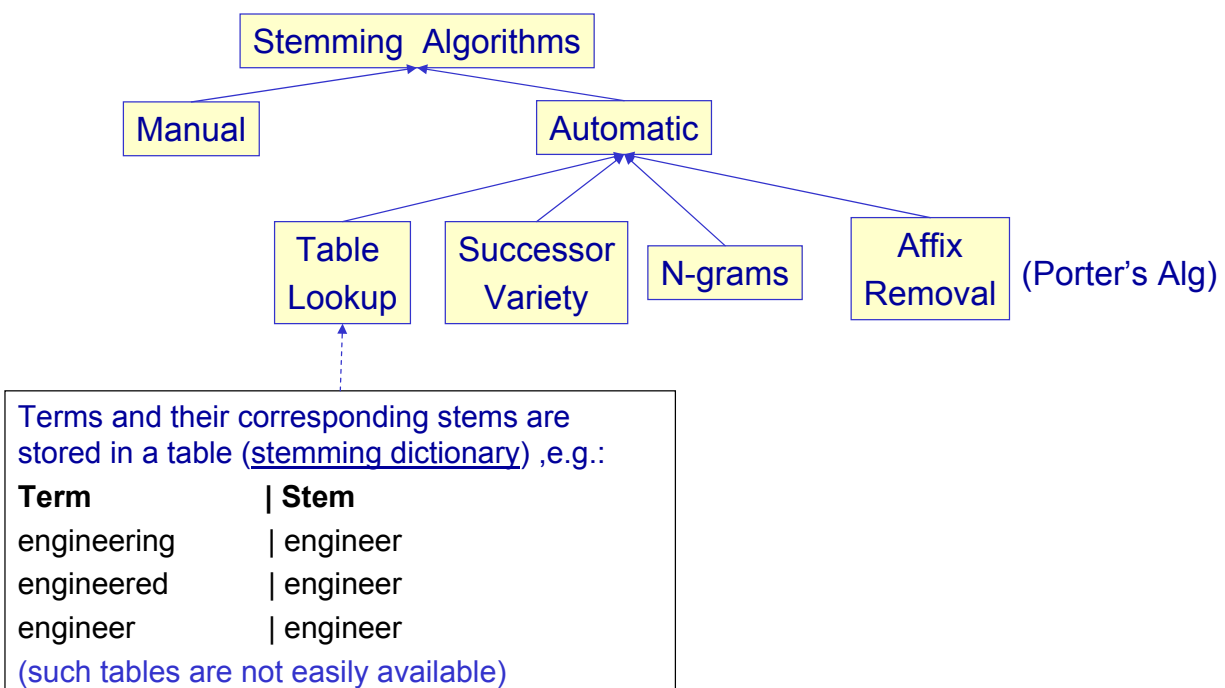 Stemming Algorithms
Manual
Automatic
Table
Lookup
Successor
Variety
N-grams
Affix
Removal
(Porter's Alg)
Terms and their corresponding stems are
stored in a table (stemming dictionary) ,e.g.:
Term | Stem
engineering | engineer
engineered | engineer
engineer | engineer
(such tables are not easily available)